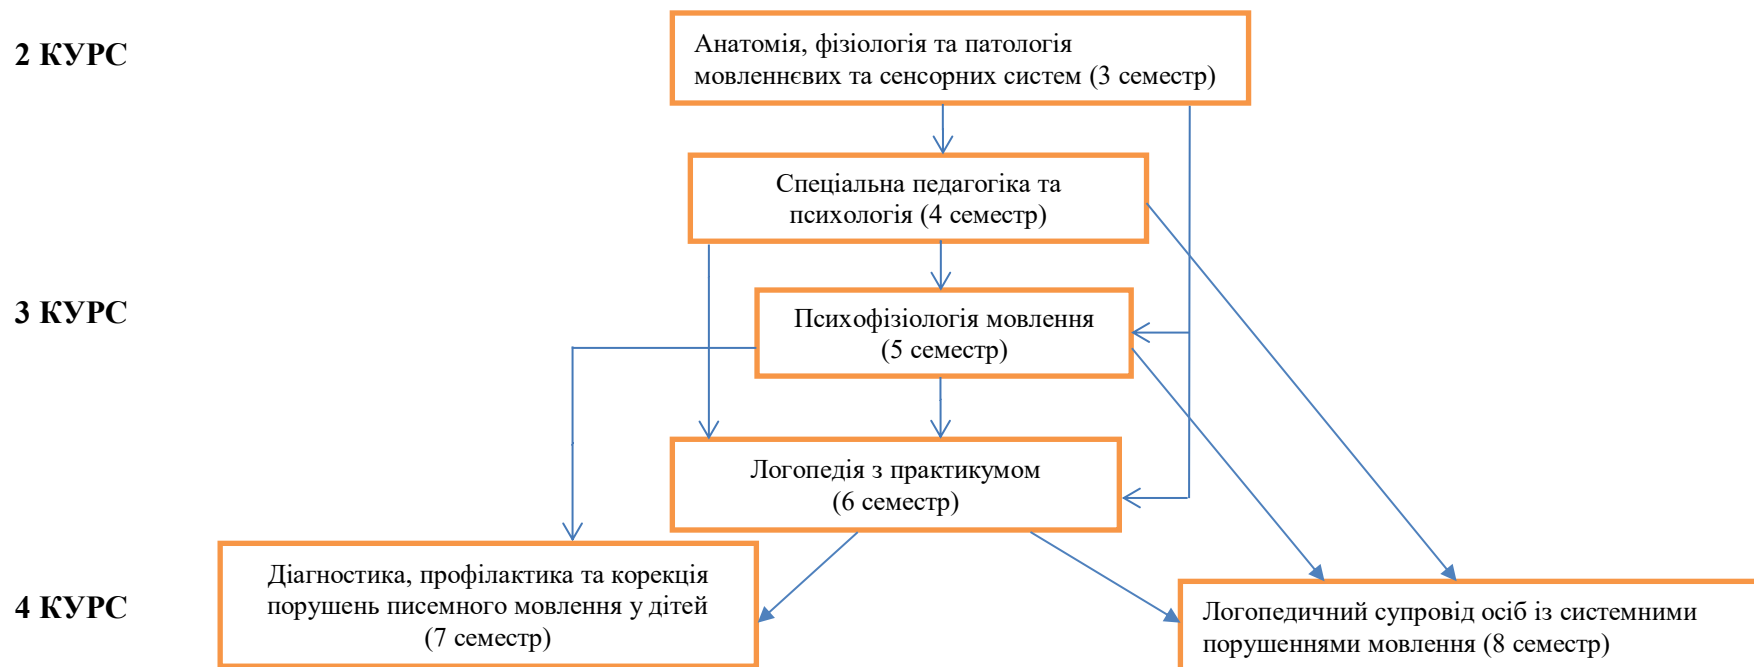 2 КУРС
Анатомія, фізіологія та патологія
мовленнєвих та сенсорних систем (3 семестр)
Спеціальна педагогіка та
психологія (4 семестр)
3 КУРС
Психофізіологія мовлення
(5 семестр)
Логопедія з практикумом
(6 семестр)
4 КУРС
Діагностика, профілактика та корекція
порушень писемного мовлення у дітей
(7 семестр)
Логопедичний супровід осіб із системними
порушеннями мовлення (8 семестр)